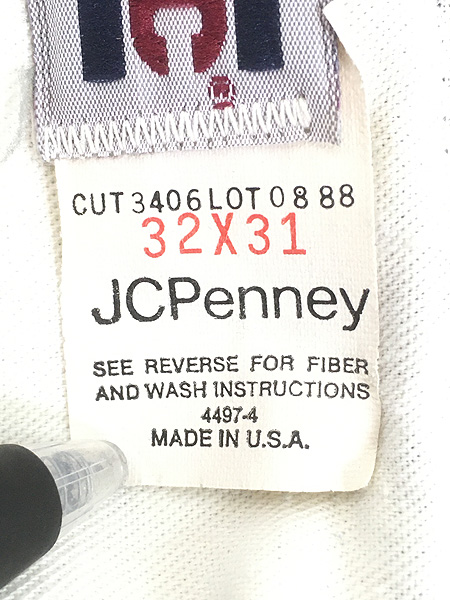 CUT 3406 LOT 0888
32X31
JCPenney
SEE REVERSE FOR FIBER
AND WASH INSTRUCTIONS
4497-4
MADE IN U.S.A.